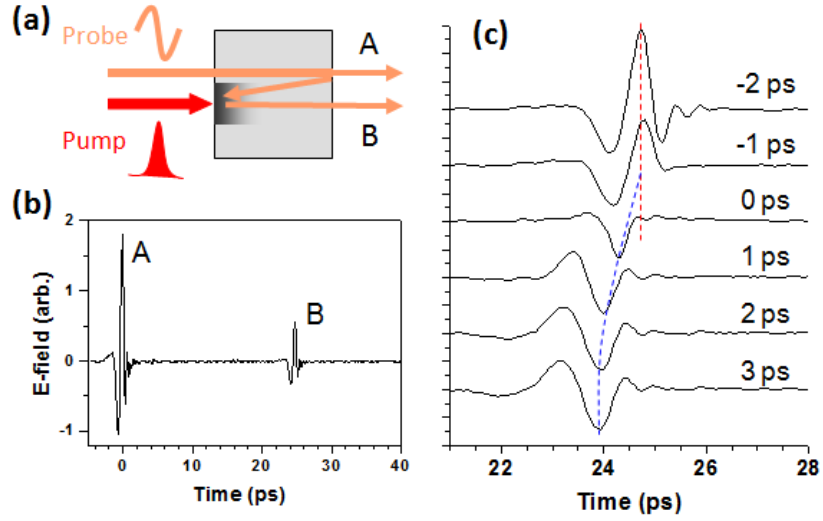 (a)
Probe
A
Pump
B
(b)
2
1
0
-1
E-field (arb.)
A
B
0
10
20
30
40
Time (ps)
(c)
-2 ps
-1 ps
0 ps
1 ps
2 ps
3 ps
22
24
26
28
Time (ps)